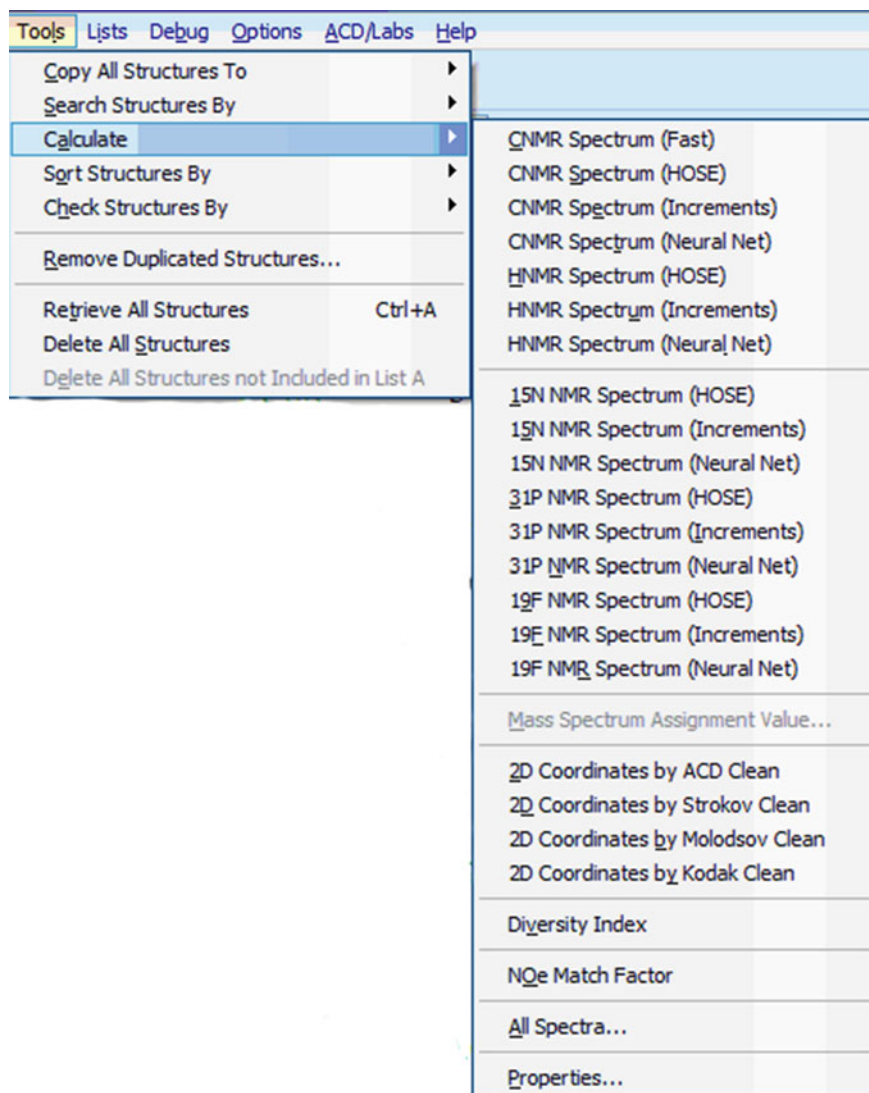 Tools Lists Debug Options ACD/Labs Help
Copy All Structures To
Search Structures By
Calculate
Sort Structures By
Check Structures By
Remove Duplicated Structures...
Retrieve All Structures Ctrl+A
Delete All Structures
Delete All Structures not Included in List A
CNMR Spectrum (Fast)
CNMR Spectrum (HOSE)
CNMR Spectrum (Increments)
CNMR Spectrum (Neural Net)
HNMR Spectrum (HOSE)
HNMR Spectrum (Increments)
HNMR Spectrum (Neural Net)
15N NMR Spectrum (HOSE)
15N NMR Spectrum (Increments)
15N NMR Spectrum (Neural Net)
31P NMR Spectrum (HOSE)
31P NMR Spectrum (Increments)
31P NMR Spectrum (Neural Net)
19F NMR Spectrum (HOSE)
19F NMR Spectrum (Increments)
19F NMR Spectrum (Neural Net)
Mass Spectrum Assignment Value...
2D Coordinates by ACD Clean
2D Coordinates by Strokov Clean
2D Coordinates by Molodsov Clean
2D Coordinates by Kodak Clean
Diversity Index
NOe Match Factor
All Spectra...
Properties...